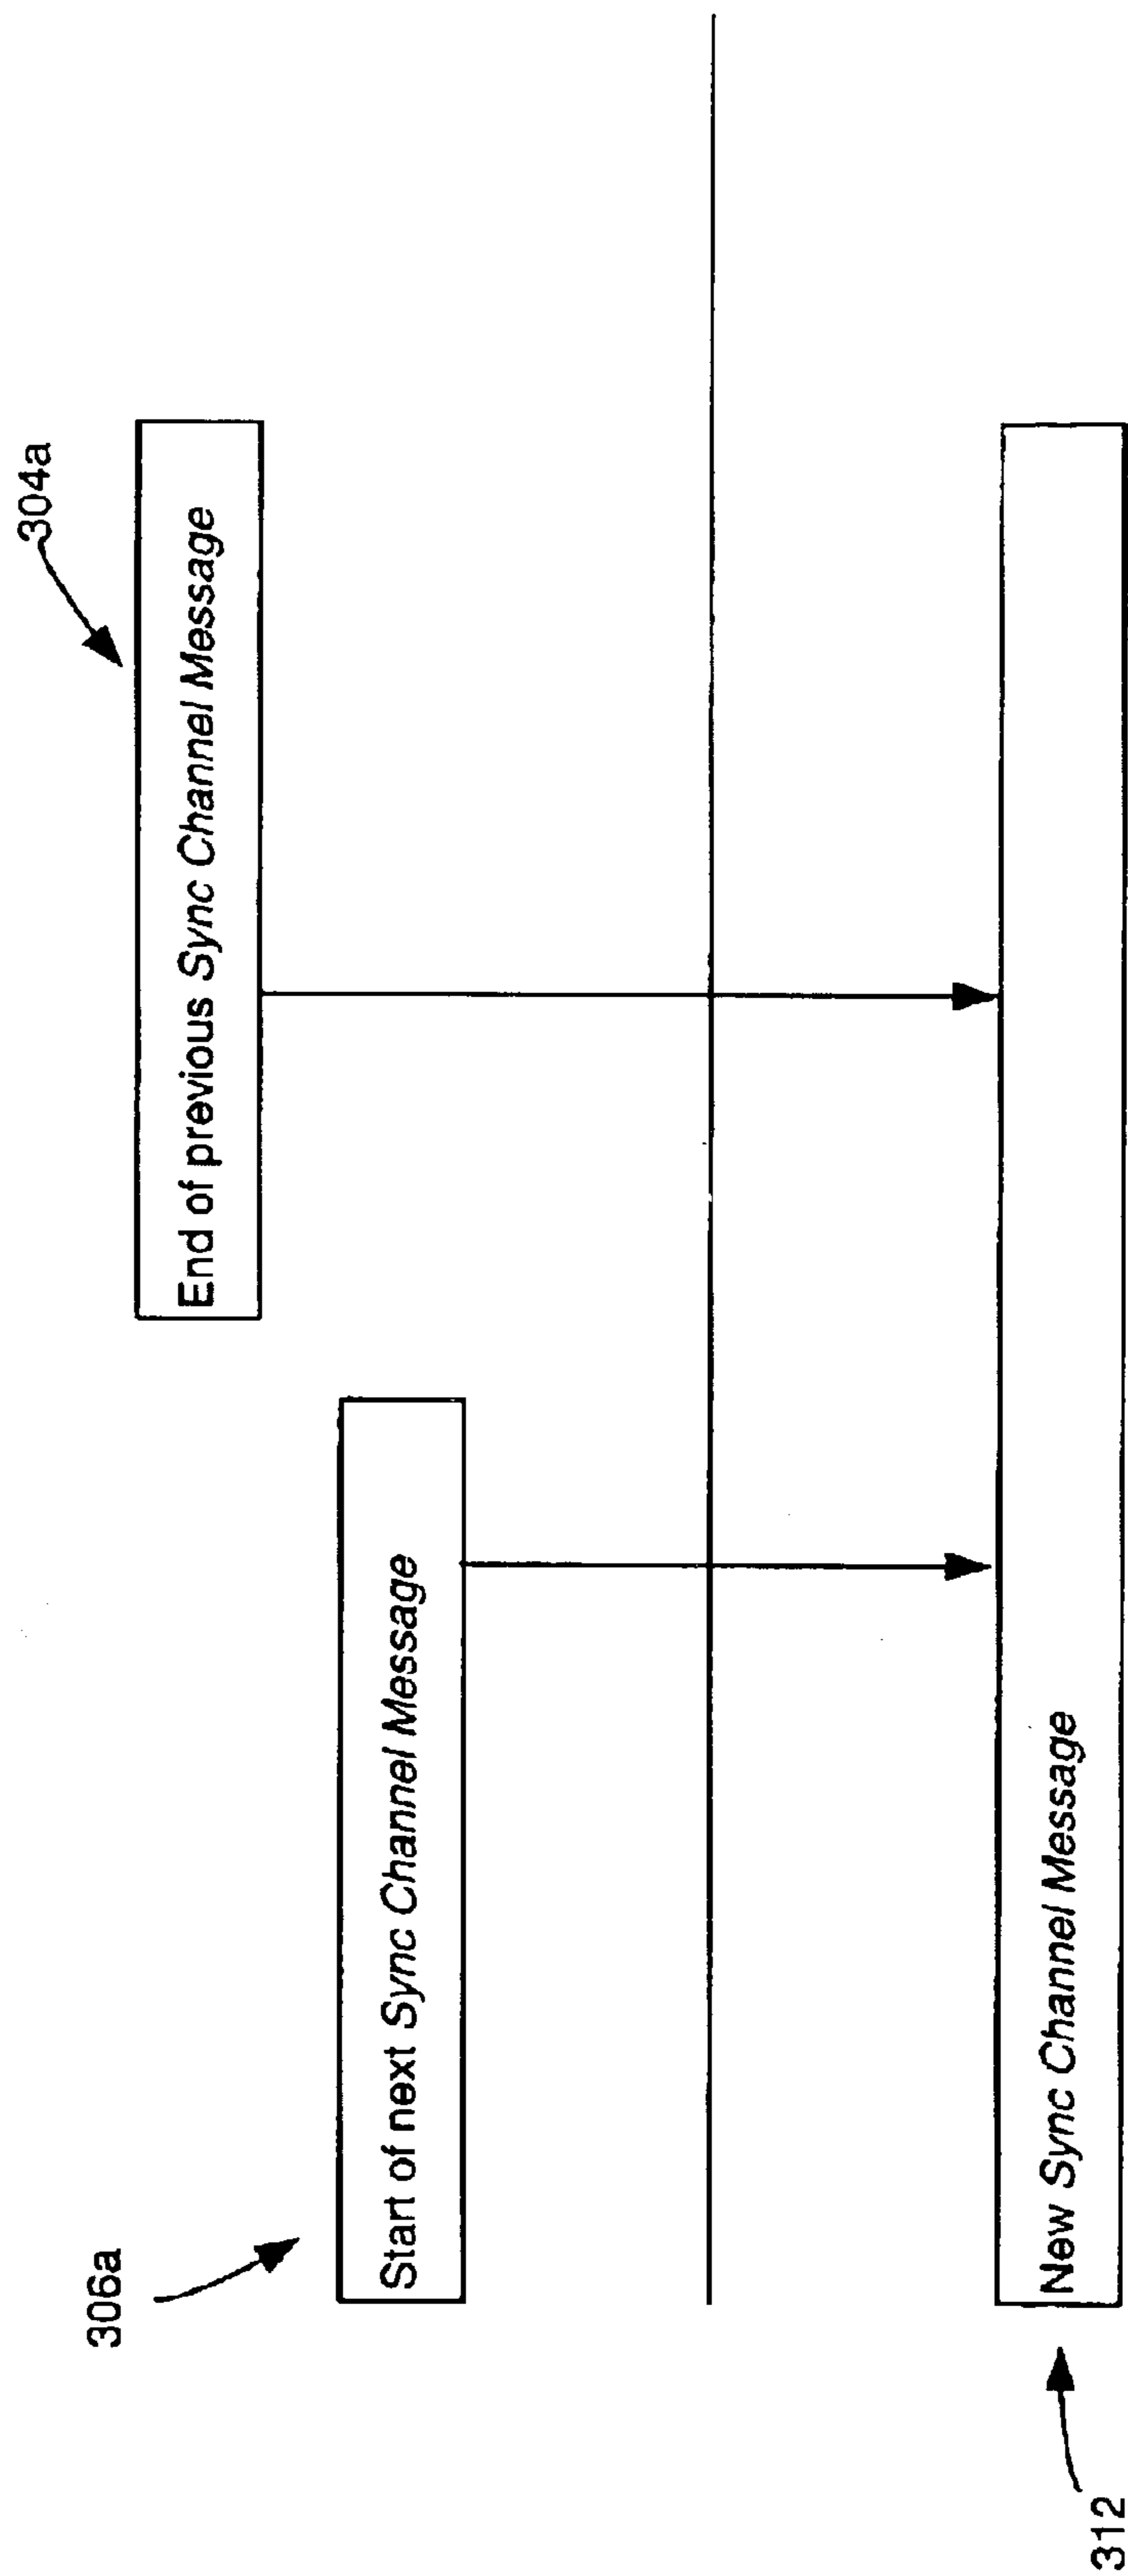 304a
End of previous Sync Channel Message
306a
Start of next Sync Channel Message
New Sync Channel Message
312